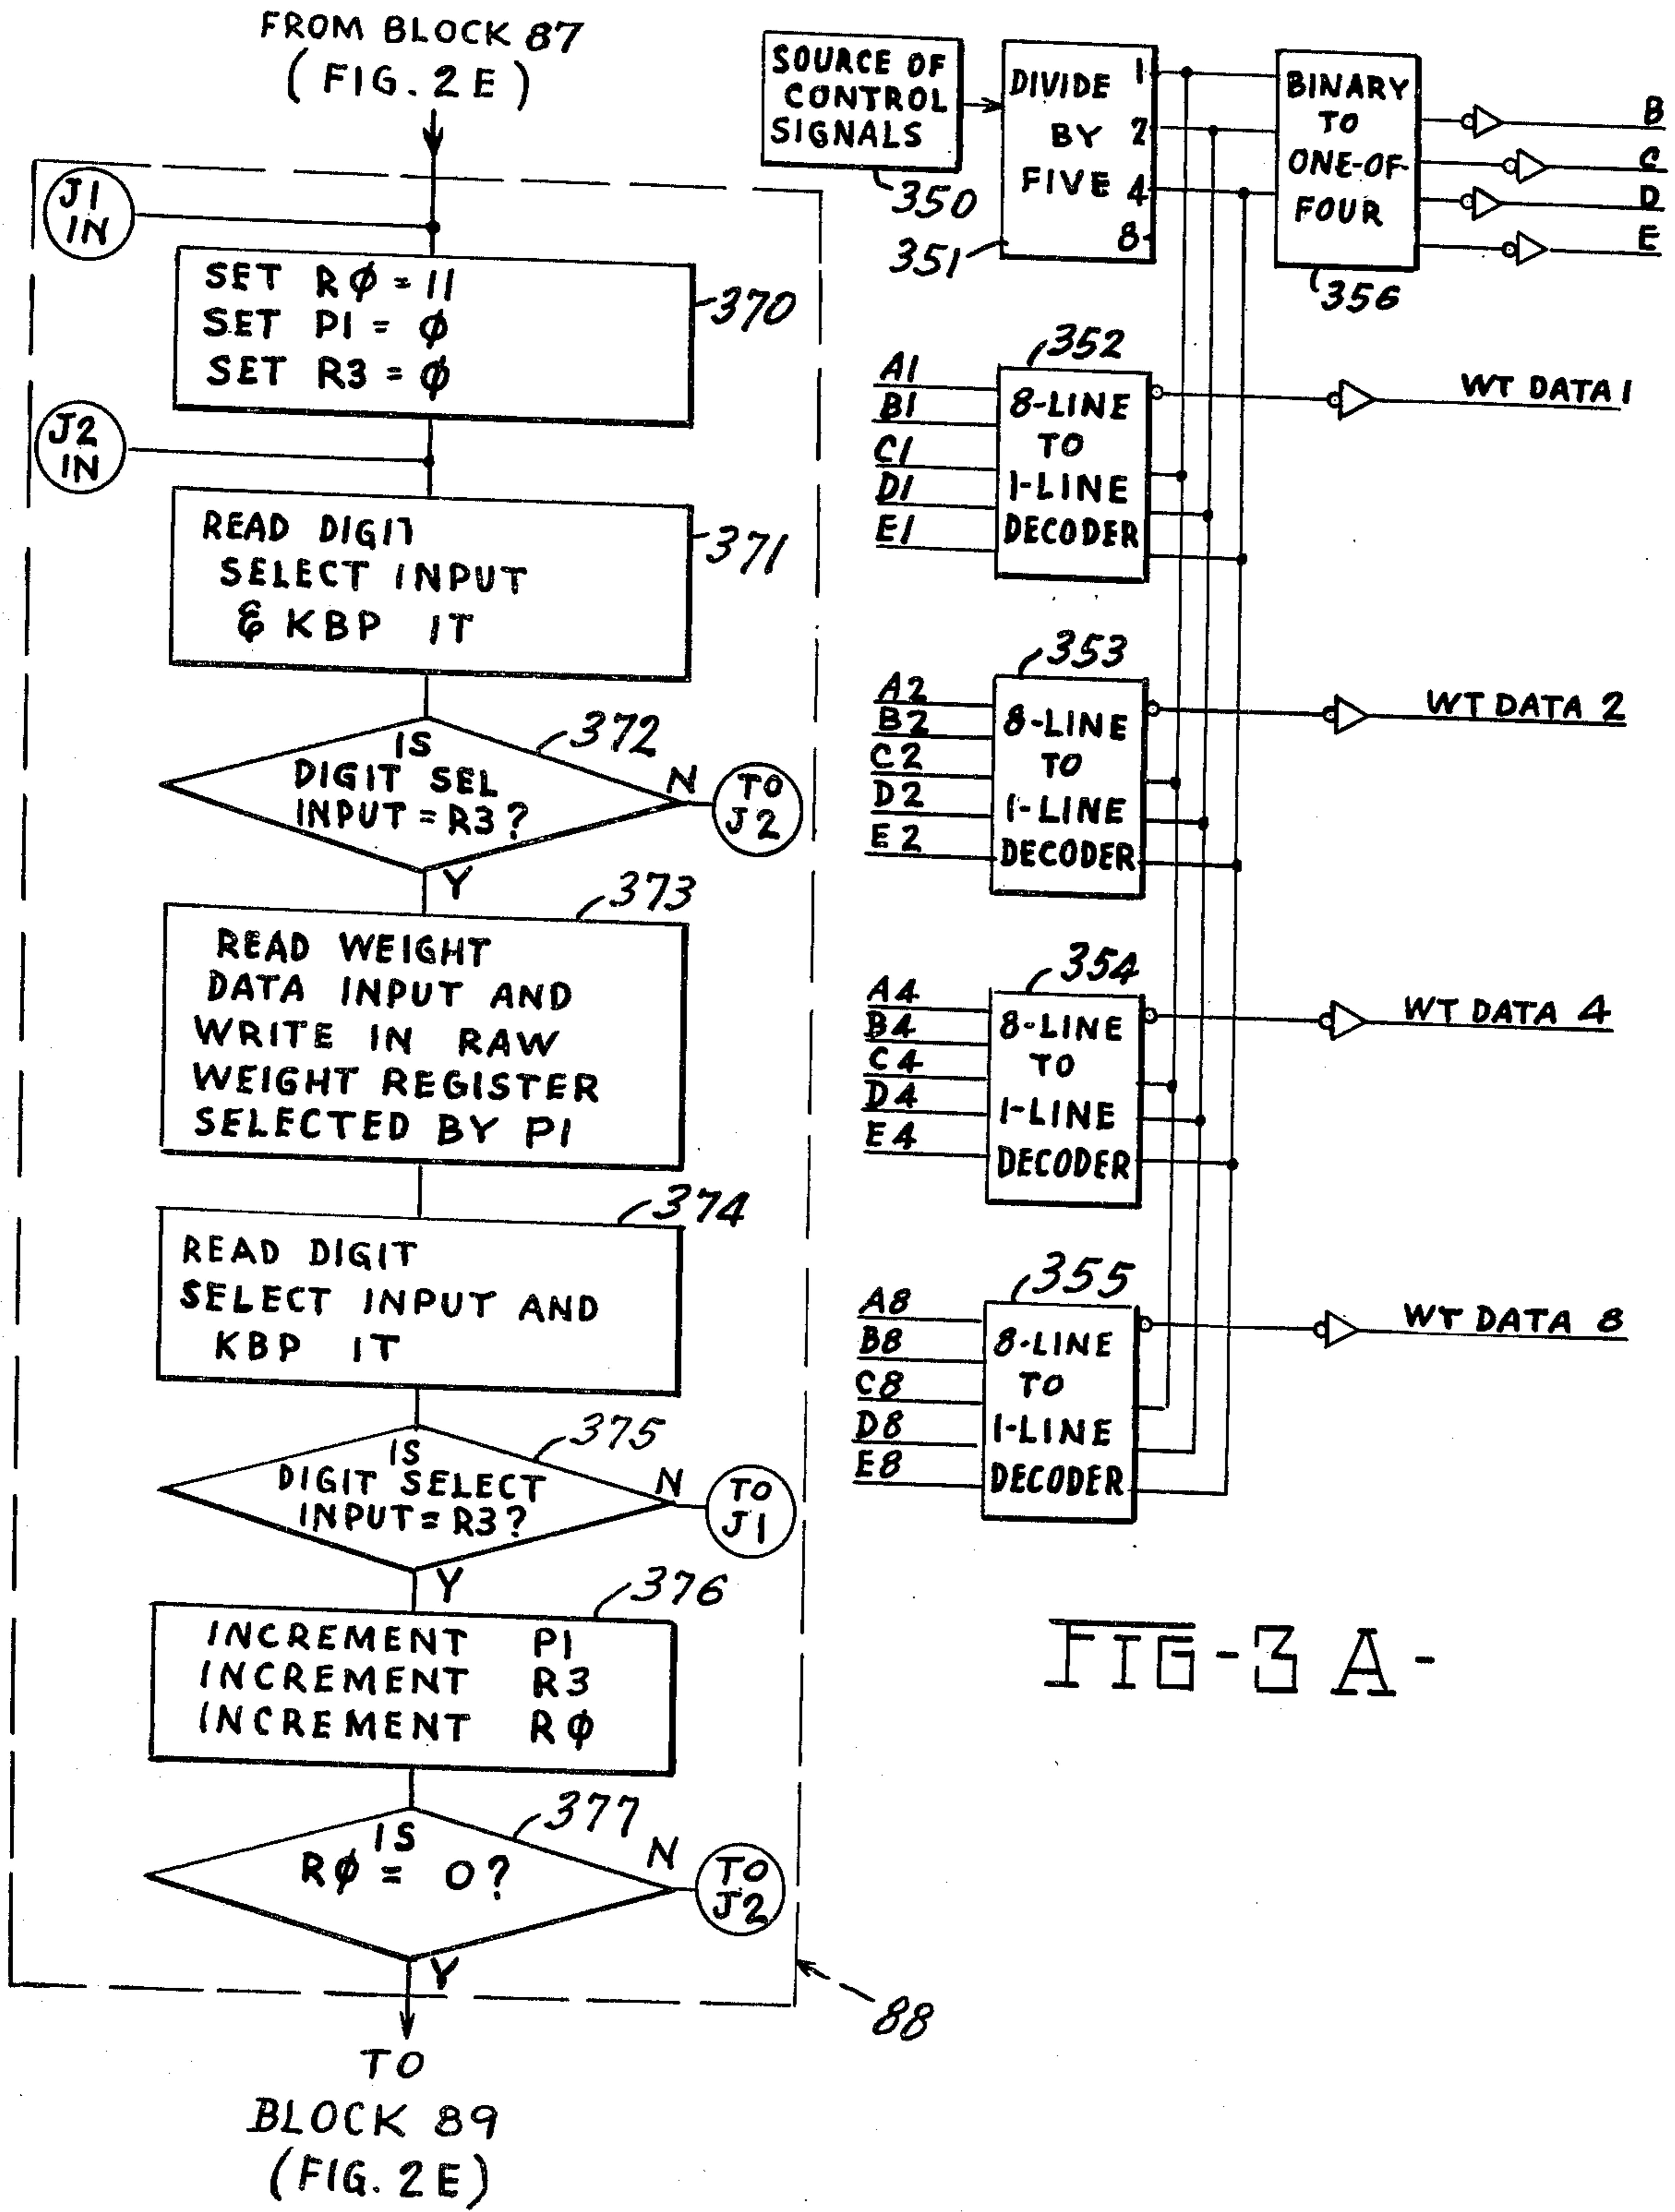 FROM BLOCK 87
(FIG. 2E)
J1
IN
SET Rφ = 11
SET P1 = φ
SET R3 = φ
370
J2
IN
READ DIGIT
SELECT INPUT
& KBP IT
371
IS
DIGIT SEL
INPUT = R3?
372
N
TO
J2
Y
373
READ WEIGHT
DATA INPUT AND
WRITE IN RAW
WEIGHT REGISTER
SELECTED BY P1
374
READ DIGIT
SELECT INPUT AND
KBP IT
375
IS
DIGIT SELECT
INPUT = R3?
N
TO
J1
Y
376
INCREMENT P1
INCREMENT R3
INCREMENT Rφ
377
IS
Rφ = 0?
N
TO
J2
Y
88
TO
BLOCK 89
(FIG. 2E)
SOURCE OF
CONTROL
SIGNALS
350
DIVIDE
BY
FIVE
1
2
4
8
351
BINARY
TO
ONE-OF-
FOUR
356
B
C
D
E
352
A1
B1
C1
D1
E1
8-LINE
TO
1-LINE
DECODER
WT DATA 1
353
A2
B2
C2
D2
E2
8-LINE
TO
1-LINE
DECODER
WT DATA 2
354
A4
B4
C4
D4
E4
8-LINE
TO
1-LINE
DECODER
WT DATA 4
355
A8
B8
C8
D8
E8
8-LINE
TO
1-LINE
DECODER
WT DATA 8
FIG-3A-